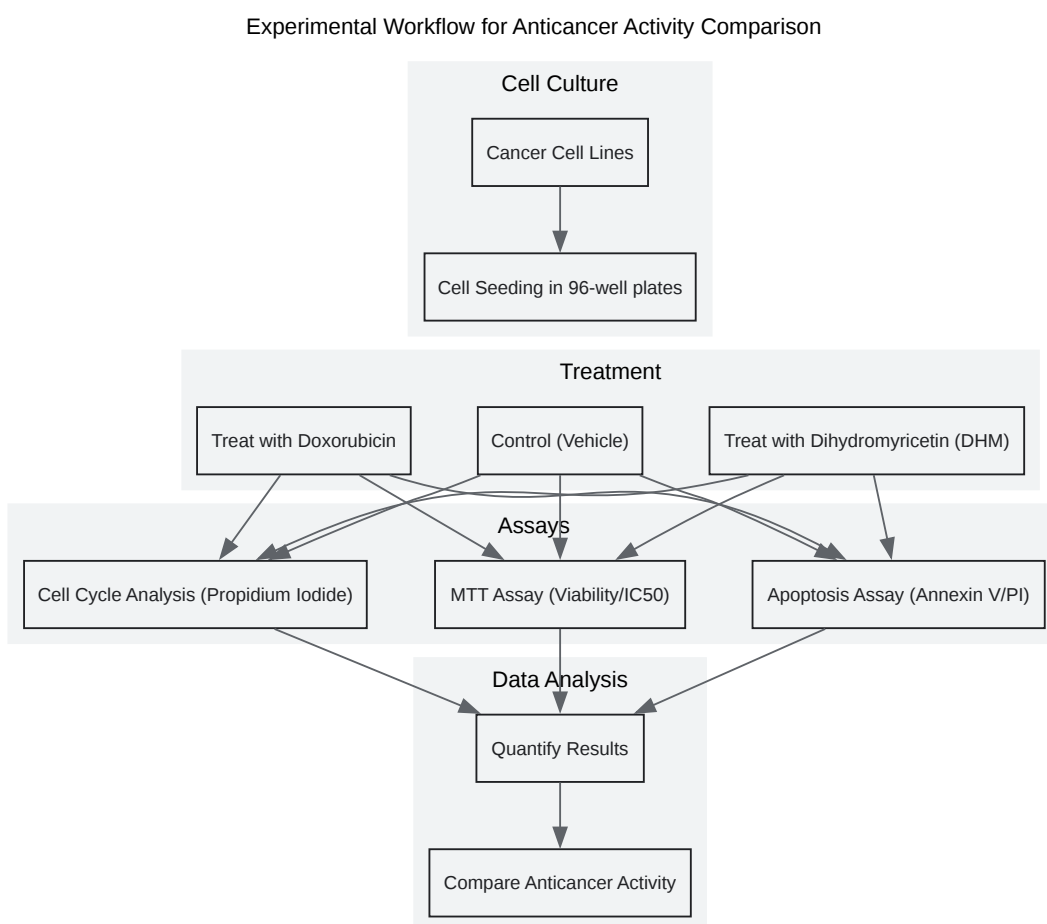 Experimental Workflow for Anticancer Activity Comparison
Cell Culture
Cancer Cell Lines
Cell Seeding in 96-well plates
Treatment
Treat with Doxorubicin
Control (Vehicle)
Treat with Dihydromyricetin (DHM)
Assays
Cell Cycle Analysis (Propidium Iodide)
MTT Assay (Viability/IC50)
Apoptosis Assay (Annexin V/PI)
Data Analysis
Quantify Results
Compare Anticancer Activity